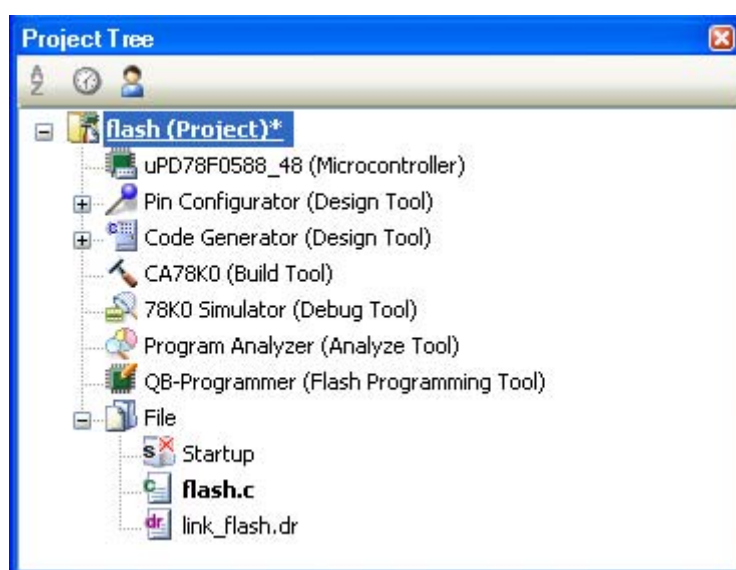 Project Tree
flash (Project)*
uPD78F0588_48 (Microcontroller)
Pin Configurator (Design Tool)
Code Generator (Design Tool)
CA78K0 (Build Tool)
78K0 Simulator (Debug Tool)
Program Analyzer (Analyze Tool)
QB-Programmer (Flash Programming Tool)
File
Startup
flash.c
link_flash.dr